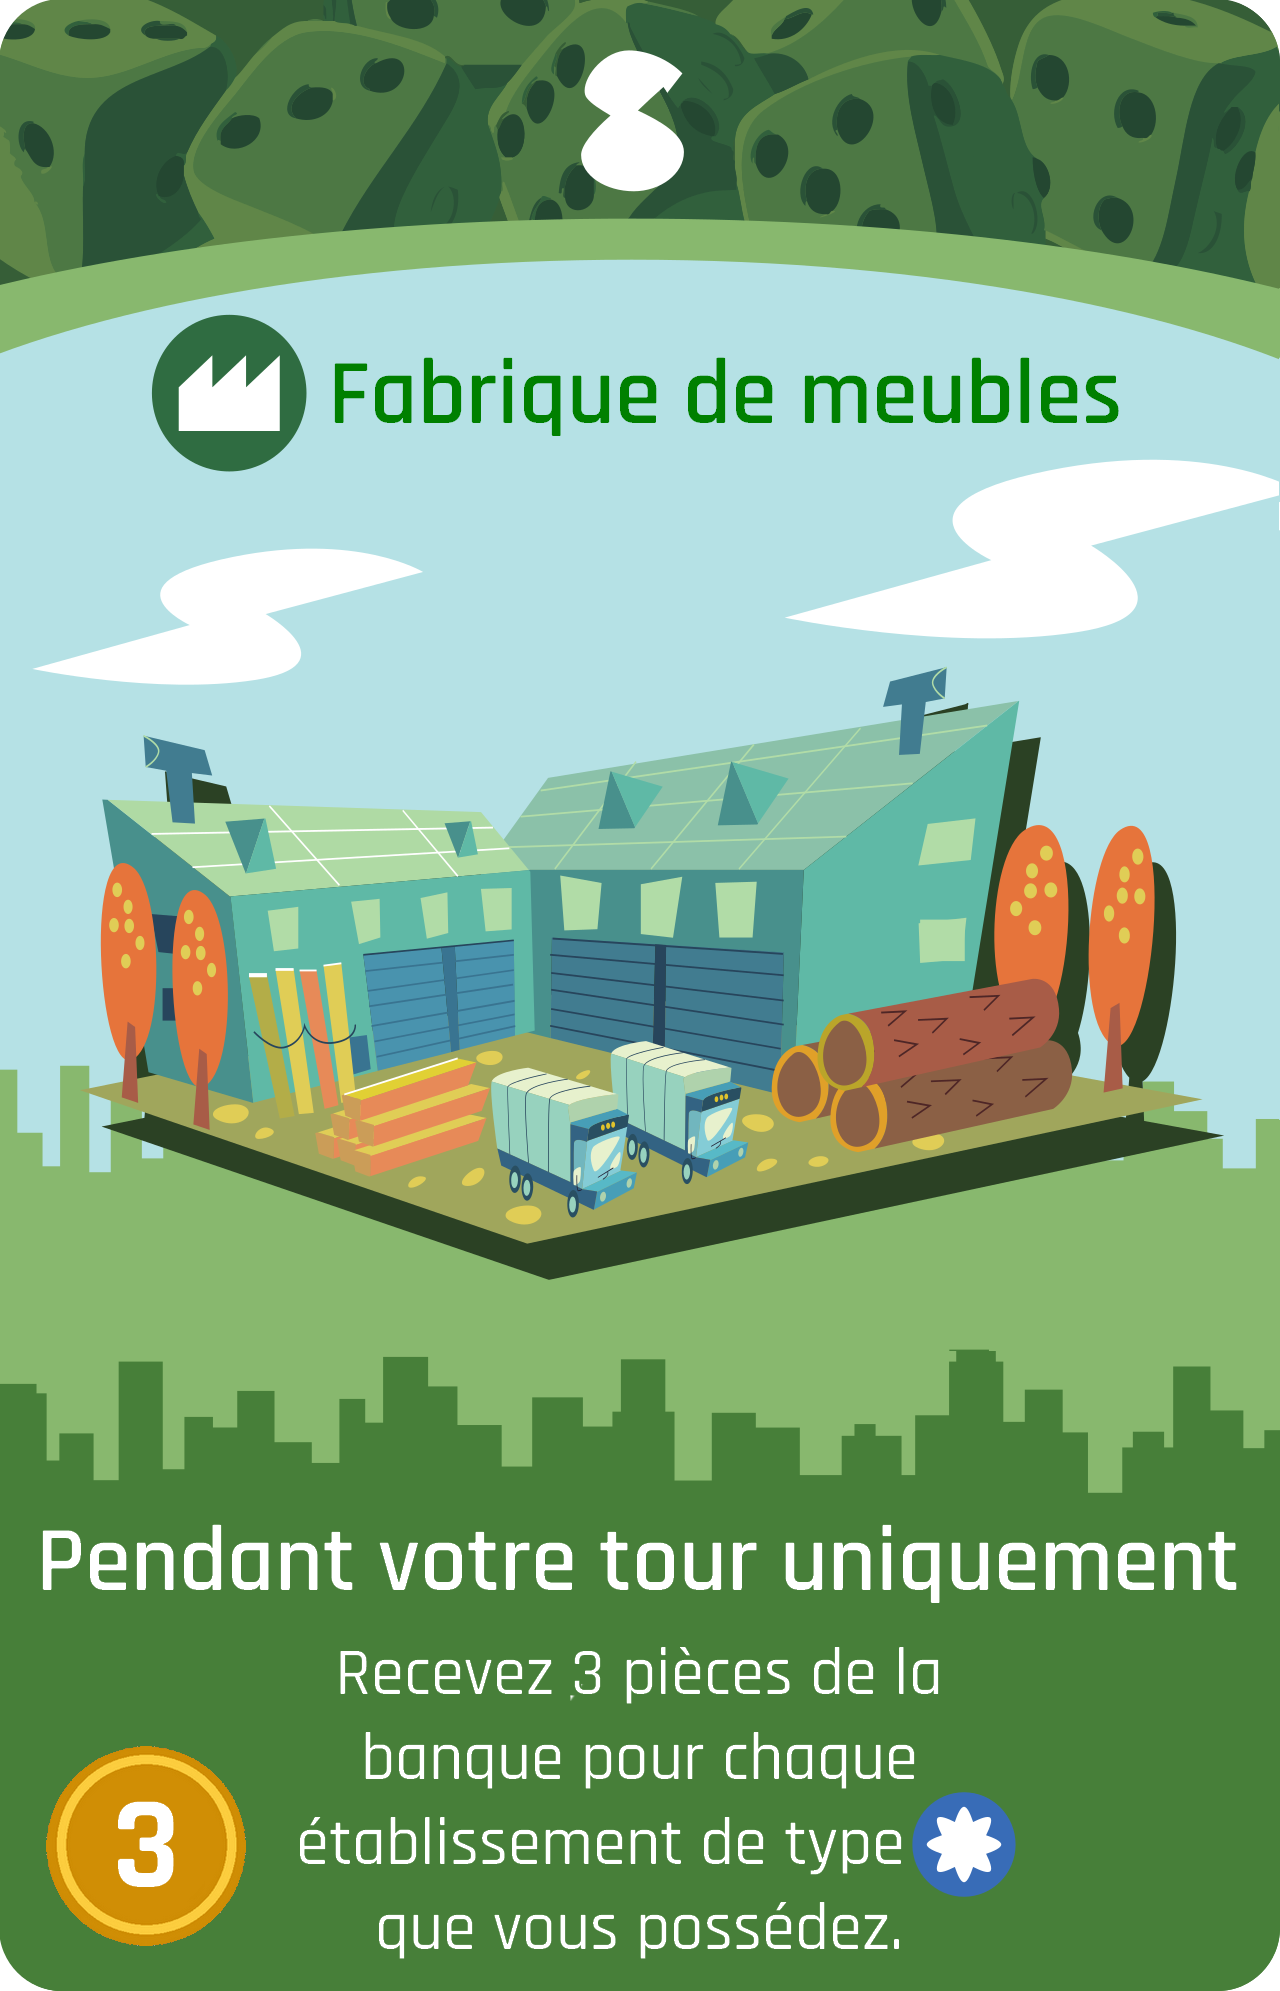 8
Fabrique de meubles
Pendant votre tour uniquement
Recevez 3 pièces de la
banque pour chaque
établissement de type
que vous possédez.
3